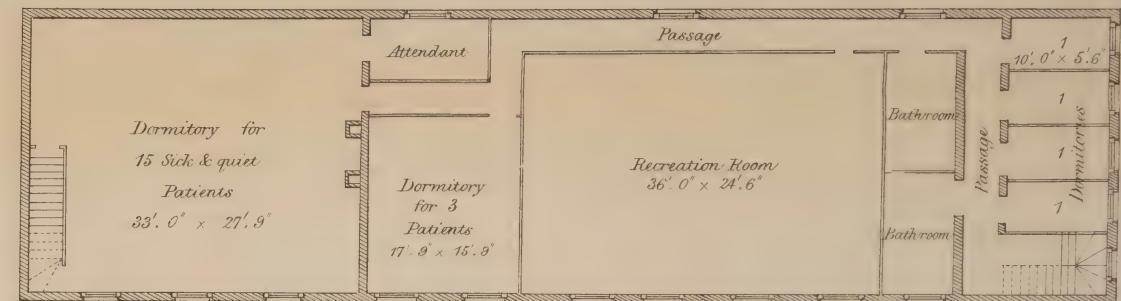 Dormitory for
15 Sick & quiet
Patients
33'. 0" × 27'. 9"
Attendant
Dormitory
for 3
Patients
17'. 9" × 15'. 9"
Passage
Recreation Room
36'. 0" × 24'. 6"
Bathroom
Bathroom
Passage
1
10'. 0" × 5'. 6"
1
1
1
Dormitories